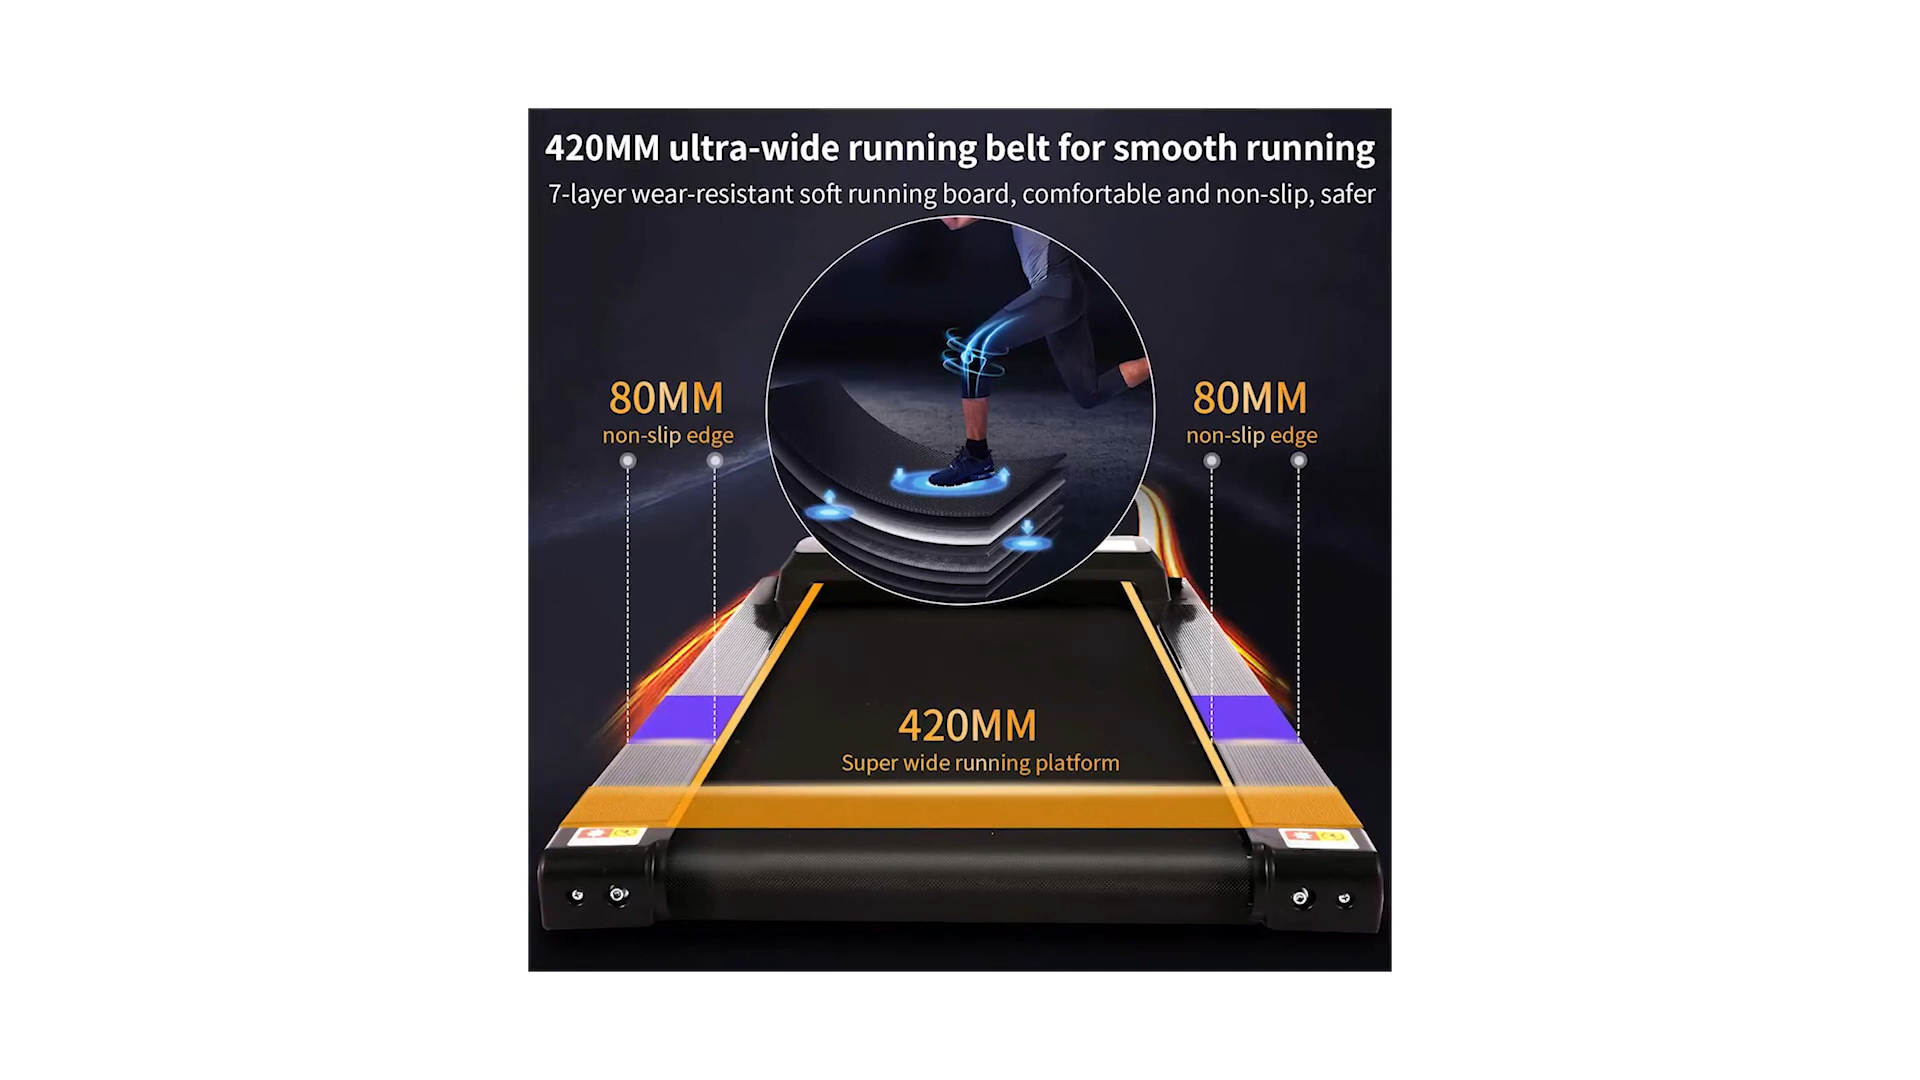 420MM ultra-wide running belt for smooth running
7-layer wear-resistant soft running board, comfortable and non-slip, safer
80MM
non-slip edge
80MM
non-slip edge
420MM
Super wide running platform